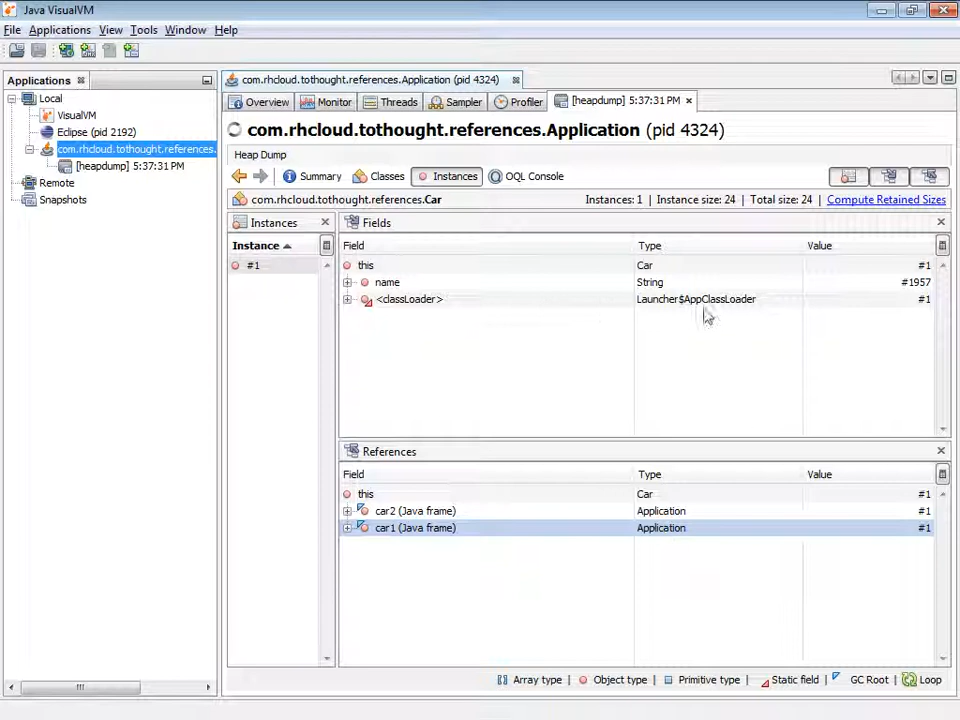 Java VisualVM
File Applications View Tools Window Help
Applications
Local
VisualVM
Eclipse (pid 2192)
com.rhcloud.tothought.references.
[heapdump] 5:37:31 PM
Remote
Snapshots
com.rhcloud.tothought.references.Application (pid 4324)
Overview Monitor Threads Sampler Profiler [heapdump] 5:37:31 PM
com.rhcloud.tothought.references.Application (pid 4324)
Heap Dump
Summary Classes Instances OQL Console
com.rhcloud.tothought.references.Car Instances: 1 | Instance size: 24 | Total size: 24 | Compute Retained Sizes
Instances
Instance
#1
Fields
Field Type Value
this Car #1
name String #1957
<classLoader> Launcher$AppClassLoader #1
References
Field Type Value
this Car #1
car2 (Java frame) Application #1
car1 (Java frame) Application #1
Array type | Object type | Primitive type | Static field | GC Root | Loop